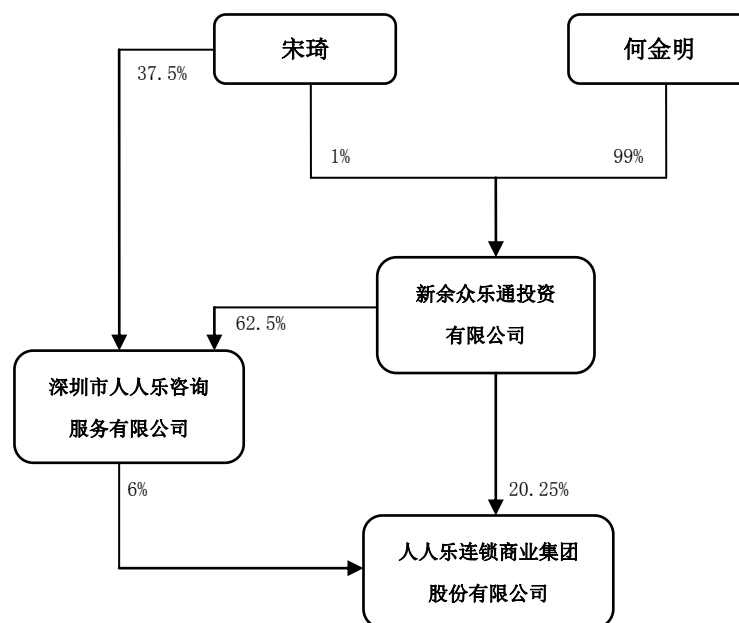 宋琦
何金明
37.5%
1%
99%
新余众乐通投资
有限公司
62.5%
深圳市人人乐咨询
服务有限公司
6%
20.25%
人人乐连锁商业集团
股份有限公司